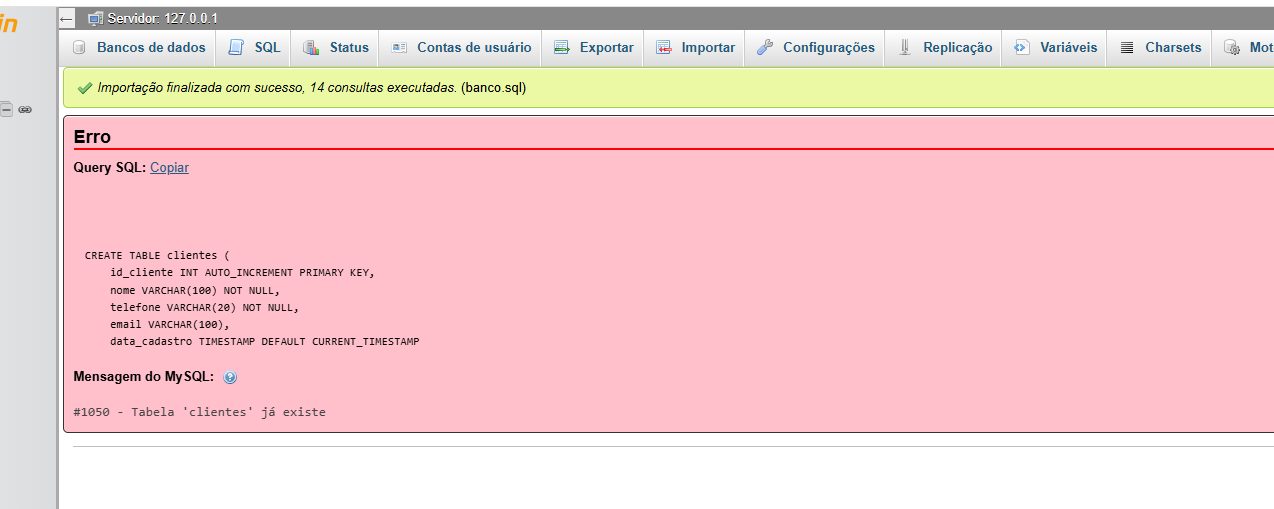 in
Servidor: 127.0.0.1
Bancos de dados SQL Status Contas de usuário Exportar Importar Configurações Replicação Variáveis Charsets Mot
Importação finalizada com sucesso, 14 consultas executadas. (banco.sql)
Erro
Query SQL: Copiar
CREATE TABLE clientes (
id_cliente INT AUTO_INCREMENT PRIMARY KEY,
nome VARCHAR(100) NOT NULL,
telefone VARCHAR(20) NOT NULL,
email VARCHAR(100),
data_cadastro TIMESTAMP DEFAULT CURRENT_TIMESTAMP
Mensagem do MySQL:
#1050 - Tabela 'clientes' já existe